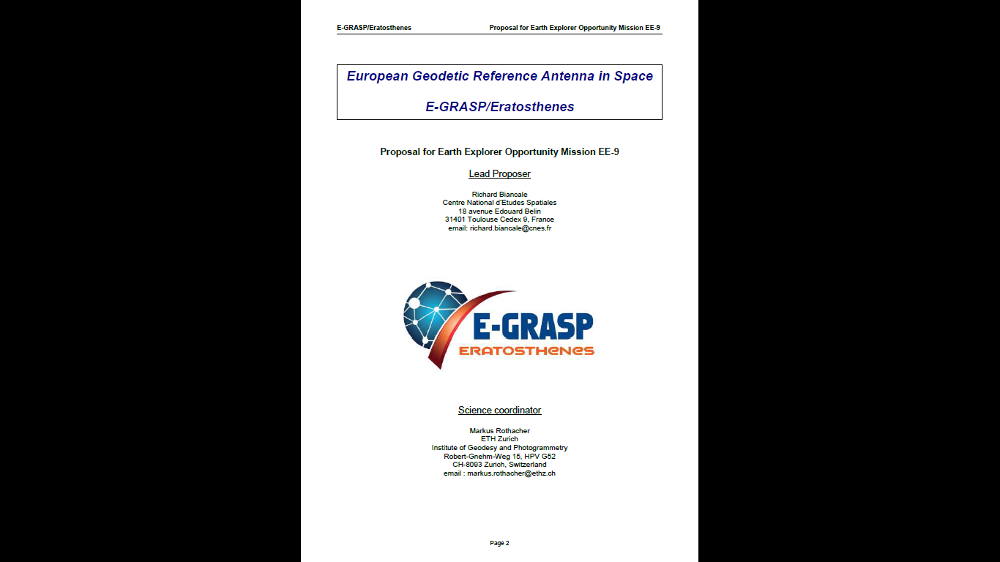 E-GRASP/Eratosthenes Proposal for Earth Explorer Opportunity Mission EE-9
European Geodetic Reference Antenna in Space
E-GRASP/Eratosthenes
Proposal for Earth Explorer Opportunity Mission EE-9
Lead Proposer
Richard Biancale
Centre National d'Etudes Spatiales
18 avenue Edouard Belin
31401 Toulouse Cedex 9, France
email: richard.biancale@cnes.fr
E-GRASP
ERATOSTHENES
Science coordinator
Markus Rothacher
ETH Zurich
Institute of Geodesy and Photogrammetry
Robert-Gnehm-Weg 15, HPV G52
CH-8093 Zurich, Switzerland
email : markus.rothacher@ethz.ch
Page 2